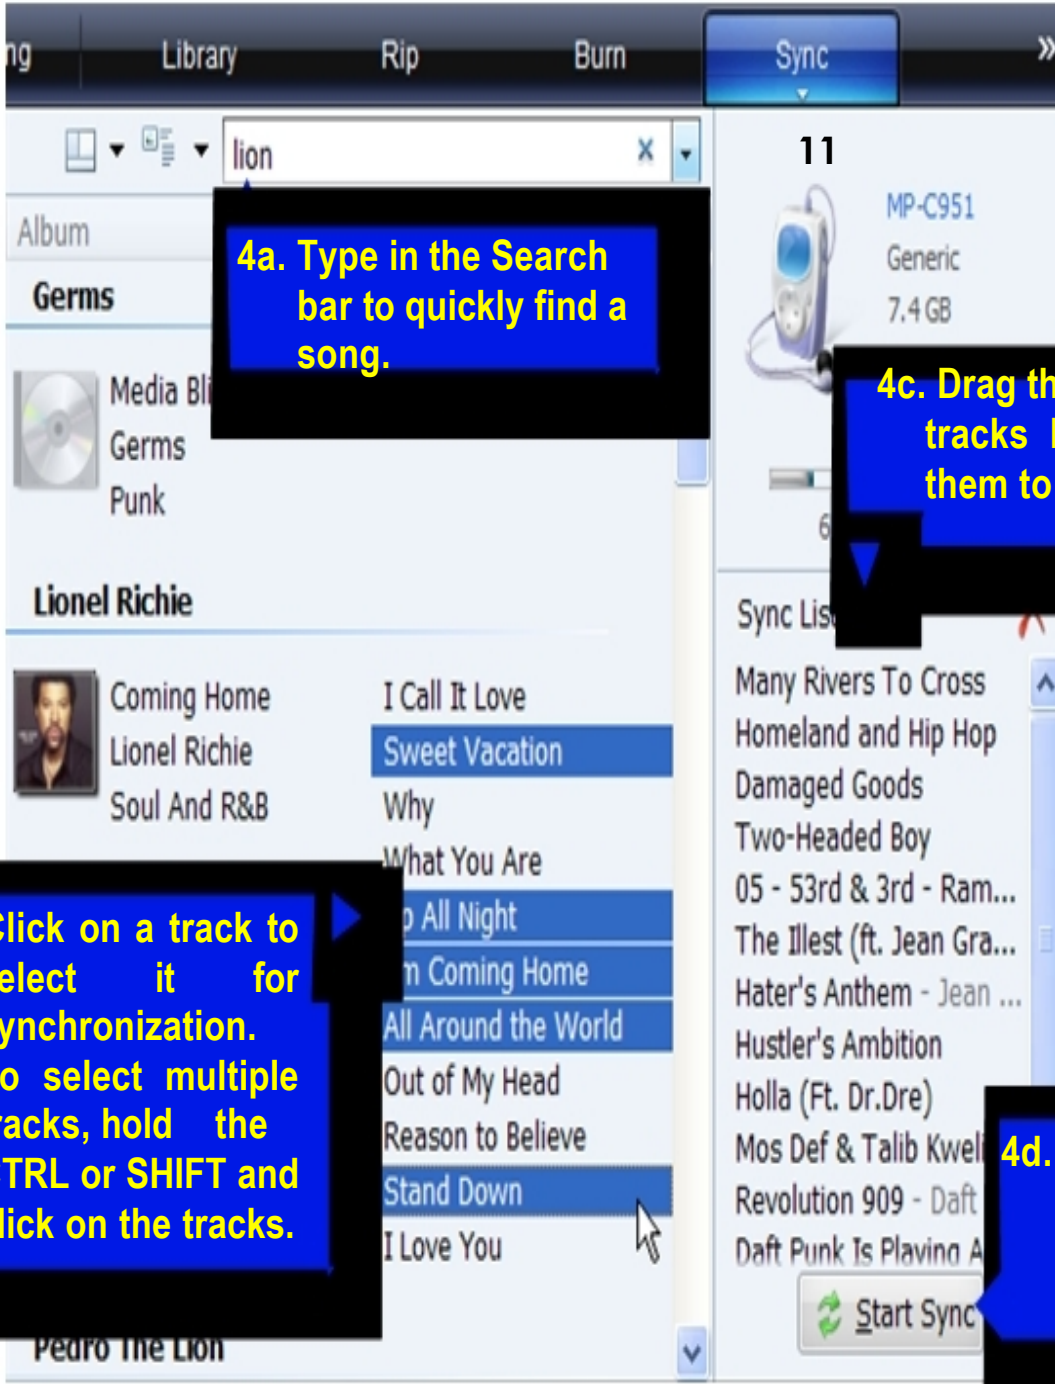 ng Library Rip Burn Sync »
lion
11
Album
4a. Type in the Search
bar to quickly find a
song.
Germs
Media Bli
Germs
Punk
MP-C951
Generic
7.4 GB
4c. Drag th
tracks
them to
6
Lionel Richie
Coming Home
Lionel Richie
Soul And R&B
I Call It Love
Sweet Vacation
Why
What You Are
p All Night
m Coming Home
All Around the World
Out of My Head
Reason to Believe
Stand Down
I Love You
lick on a track to
elect it for
ynchronization.
o select multiple
racks, hold the
TRL or SHIFT and
lick on the tracks.
Pedro The Lion
Sync Lis
Many Rivers To Cross
Homeland and Hip Hop
Damaged Goods
Two-Headed Boy
05 - 53rd & 3rd - Ram...
The Illest (ft. Jean Gra...
Hater's Anthem - Jean ...
Hustler's Ambition
Holla (Ft. Dr.Dre)
Mos Def & Talib Kweli
Revolution 909 - Daft
Daft Punk Is Playing A
4d.
Start Sync